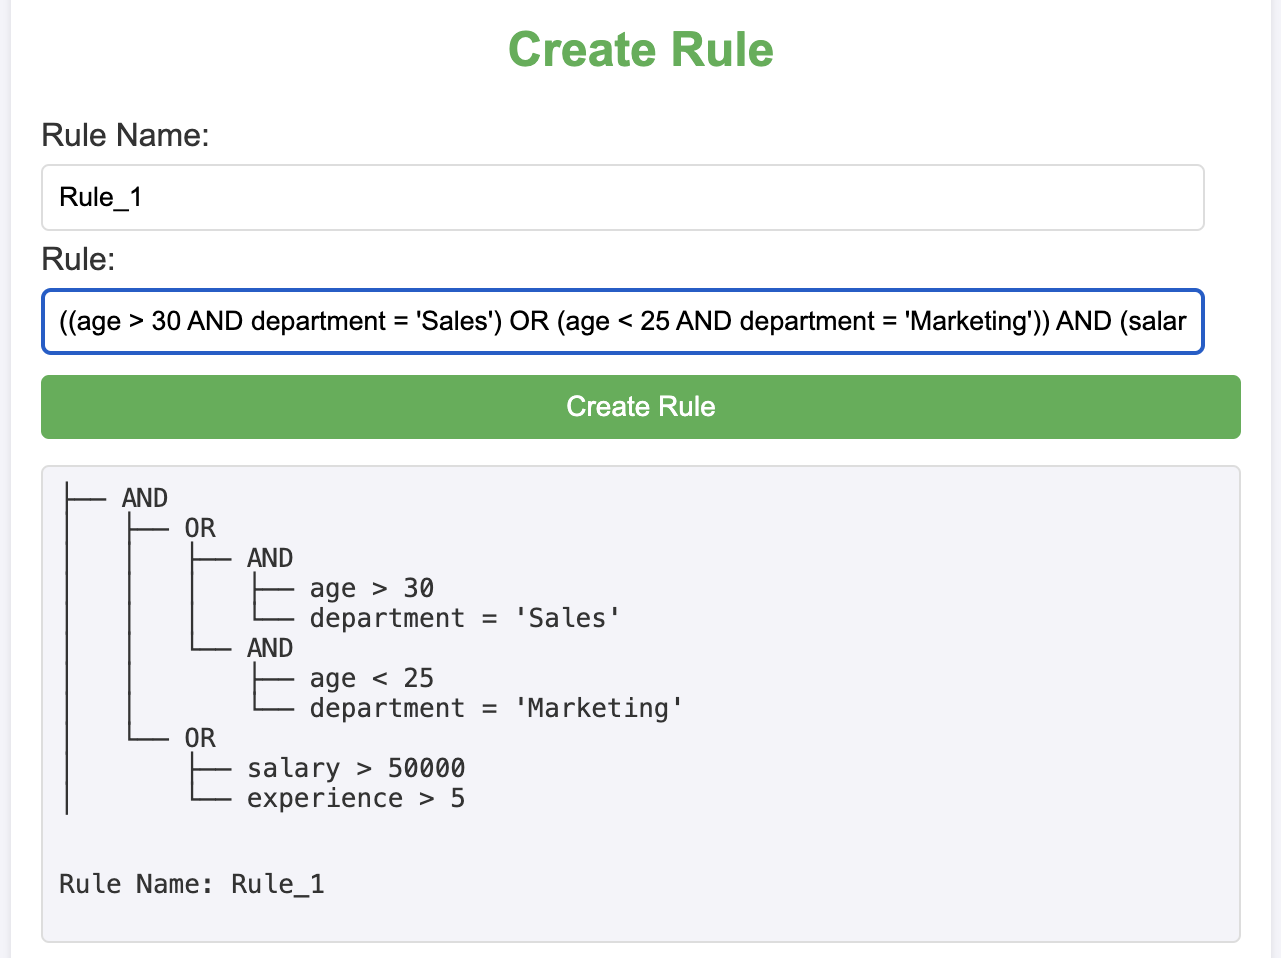 Create Rule
Rule Name:
Rule_1
Rule:
((age > 30 AND department = 'Sales') OR (age < 25 AND department = 'Marketing')) AND (salar
Create Rule
├── AND
│   ├── OR
│   │   ├── AND
│   │   │   ├── age > 30
│   │   │   └── department = 'Sales'
│   │   └── AND
│   │       ├── age < 25
│   │       └── department = 'Marketing'
│   └── OR
│       ├── salary > 50000
│       └── experience > 5
Rule Name: Rule_1